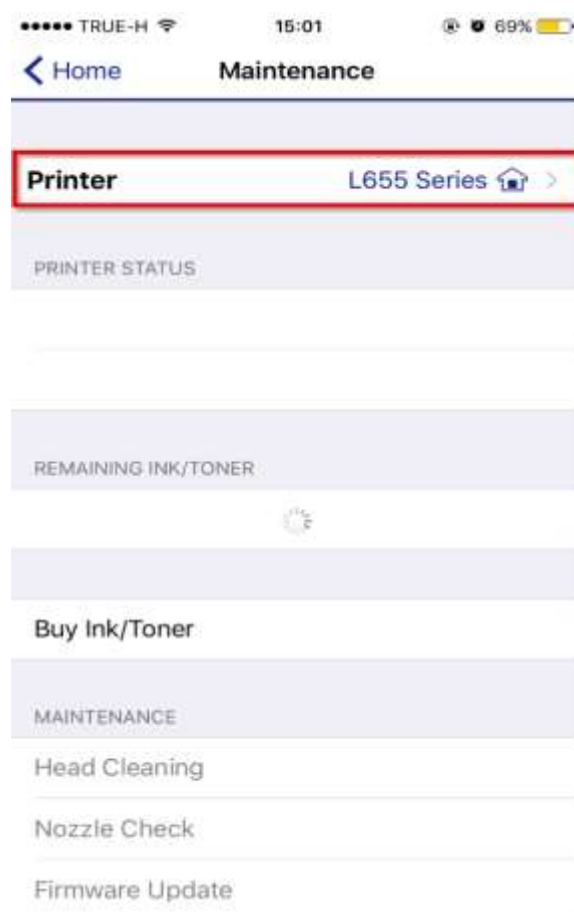 TRUE-H 15:01 69%
Home Maintenance
Printer L655 Series
PRINTER STATUS
REMAINING INK/TONER
Buy Ink/Toner
MAINTENANCE
Head Cleaning
Nozzle Check
Firmware Update